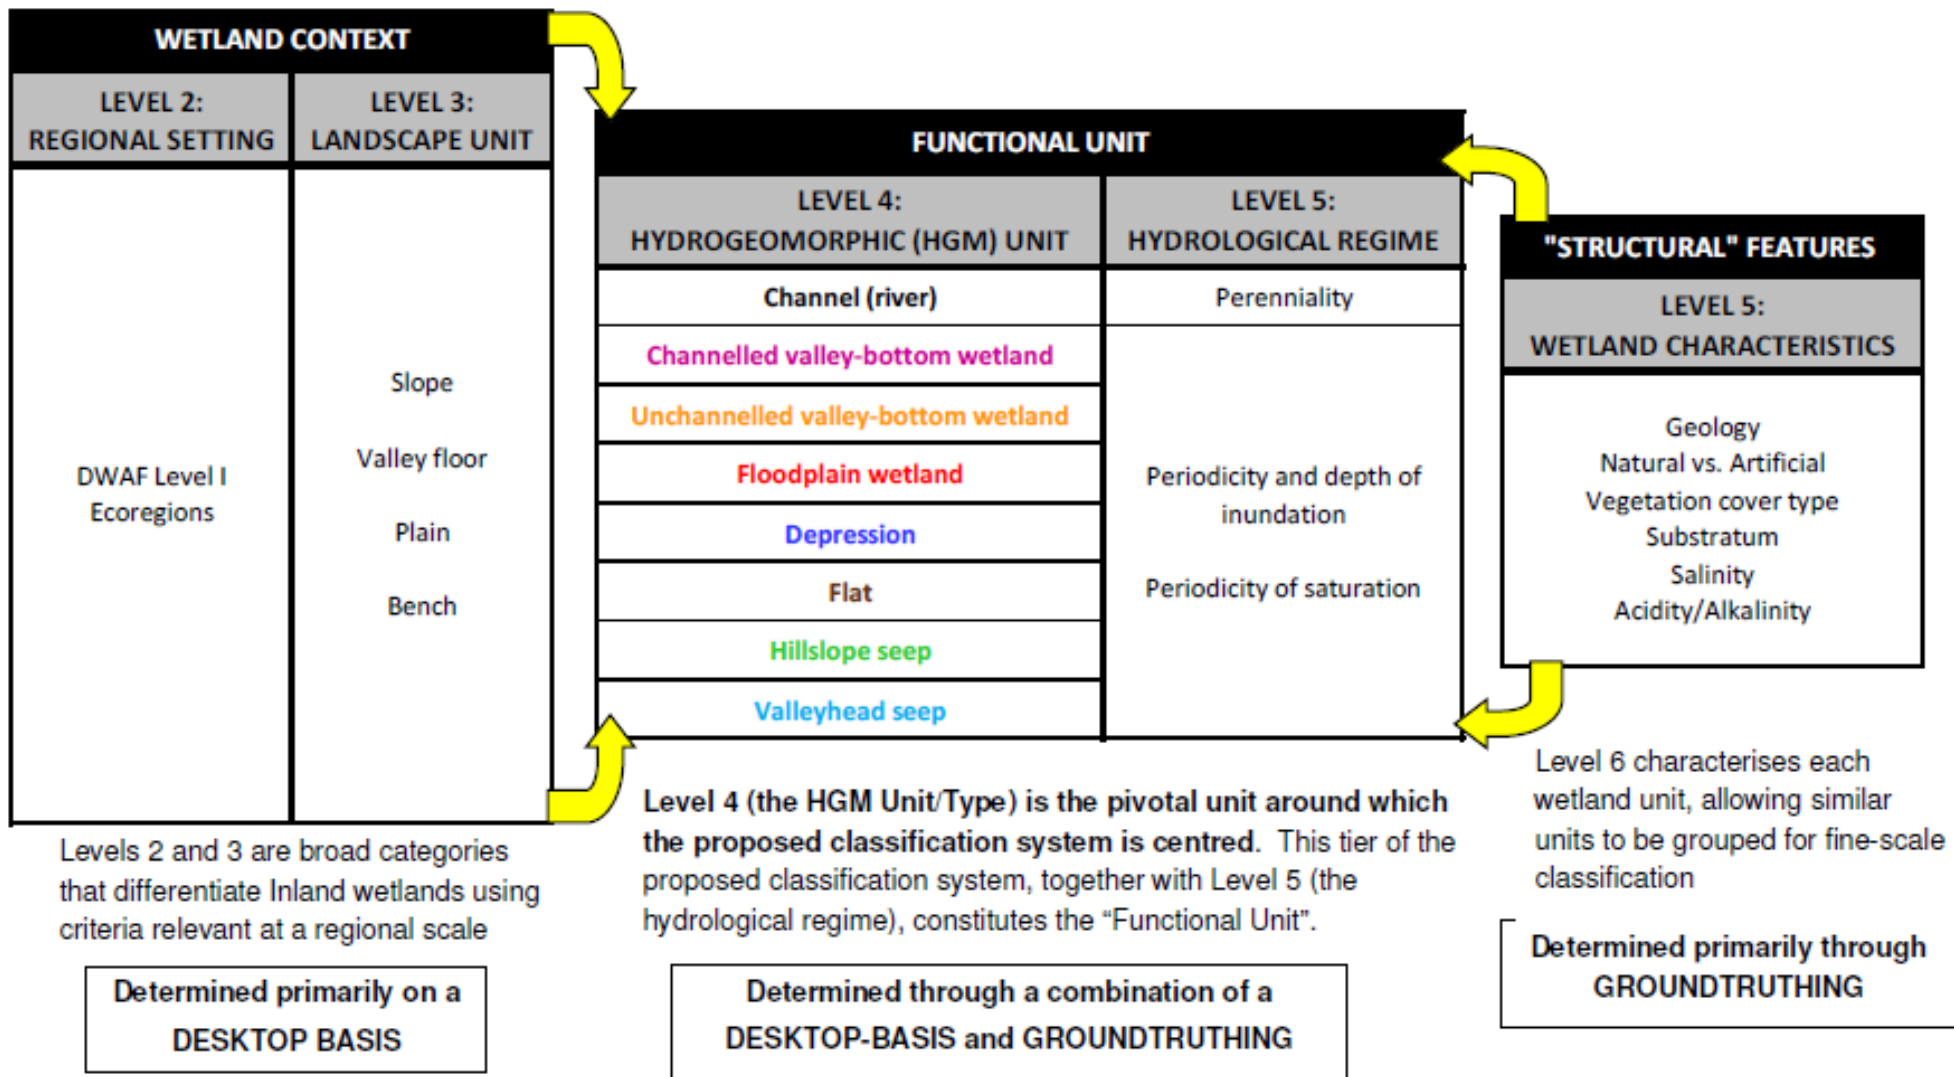 WETLAND CONTEXT
LEVEL 2:
REGIONAL SETTING
LEVEL 3:
LANDSCAPE UNIT
DWAF Level I
Ecoregions
Slope
Valley floor
Plain
Bench
Levels 2 and 3 are broad categories
that differentiate Inland wetlands using
criteria relevant at a regional scale
Determined primarily on a
DESKTOP BASIS
FUNCTIONAL UNIT
LEVEL 4:
HYDROGEOMORPHIC (HGM) UNIT
LEVEL 5:
HYDROLOGICAL REGIME
Channel (river)
Channelled valley-bottom wetland
Unchannelled valley-bottom wetland
Floodplain wetland
Depression
Flat
Hillslope seep
Valleyhead seep
Perenniality
Periodicity and depth of
inundation
Periodicity of saturation
Level 4 (the HGM Unit/Type) is the pivotal unit around which
the proposed classification system is centred. This tier of the
proposed classification system, together with Level 5 (the
hydrological regime), constitutes the “Functional Unit”.
Determined through a combination of a
DESKTOP-BASIS and GROUNDTRUTHING
"STRUCTURAL" FEATURES
LEVEL 5:
WETLAND CHARACTERISTICS
Geology
Natural vs. Artificial
Vegetation cover type
Substratum
Salinity
Acidity/Alkalinity
Level 6 characterises each
wetland unit, allowing similar
units to be grouped for fine-scale
classification
Determined primarily through
GROUNDTRUTHING